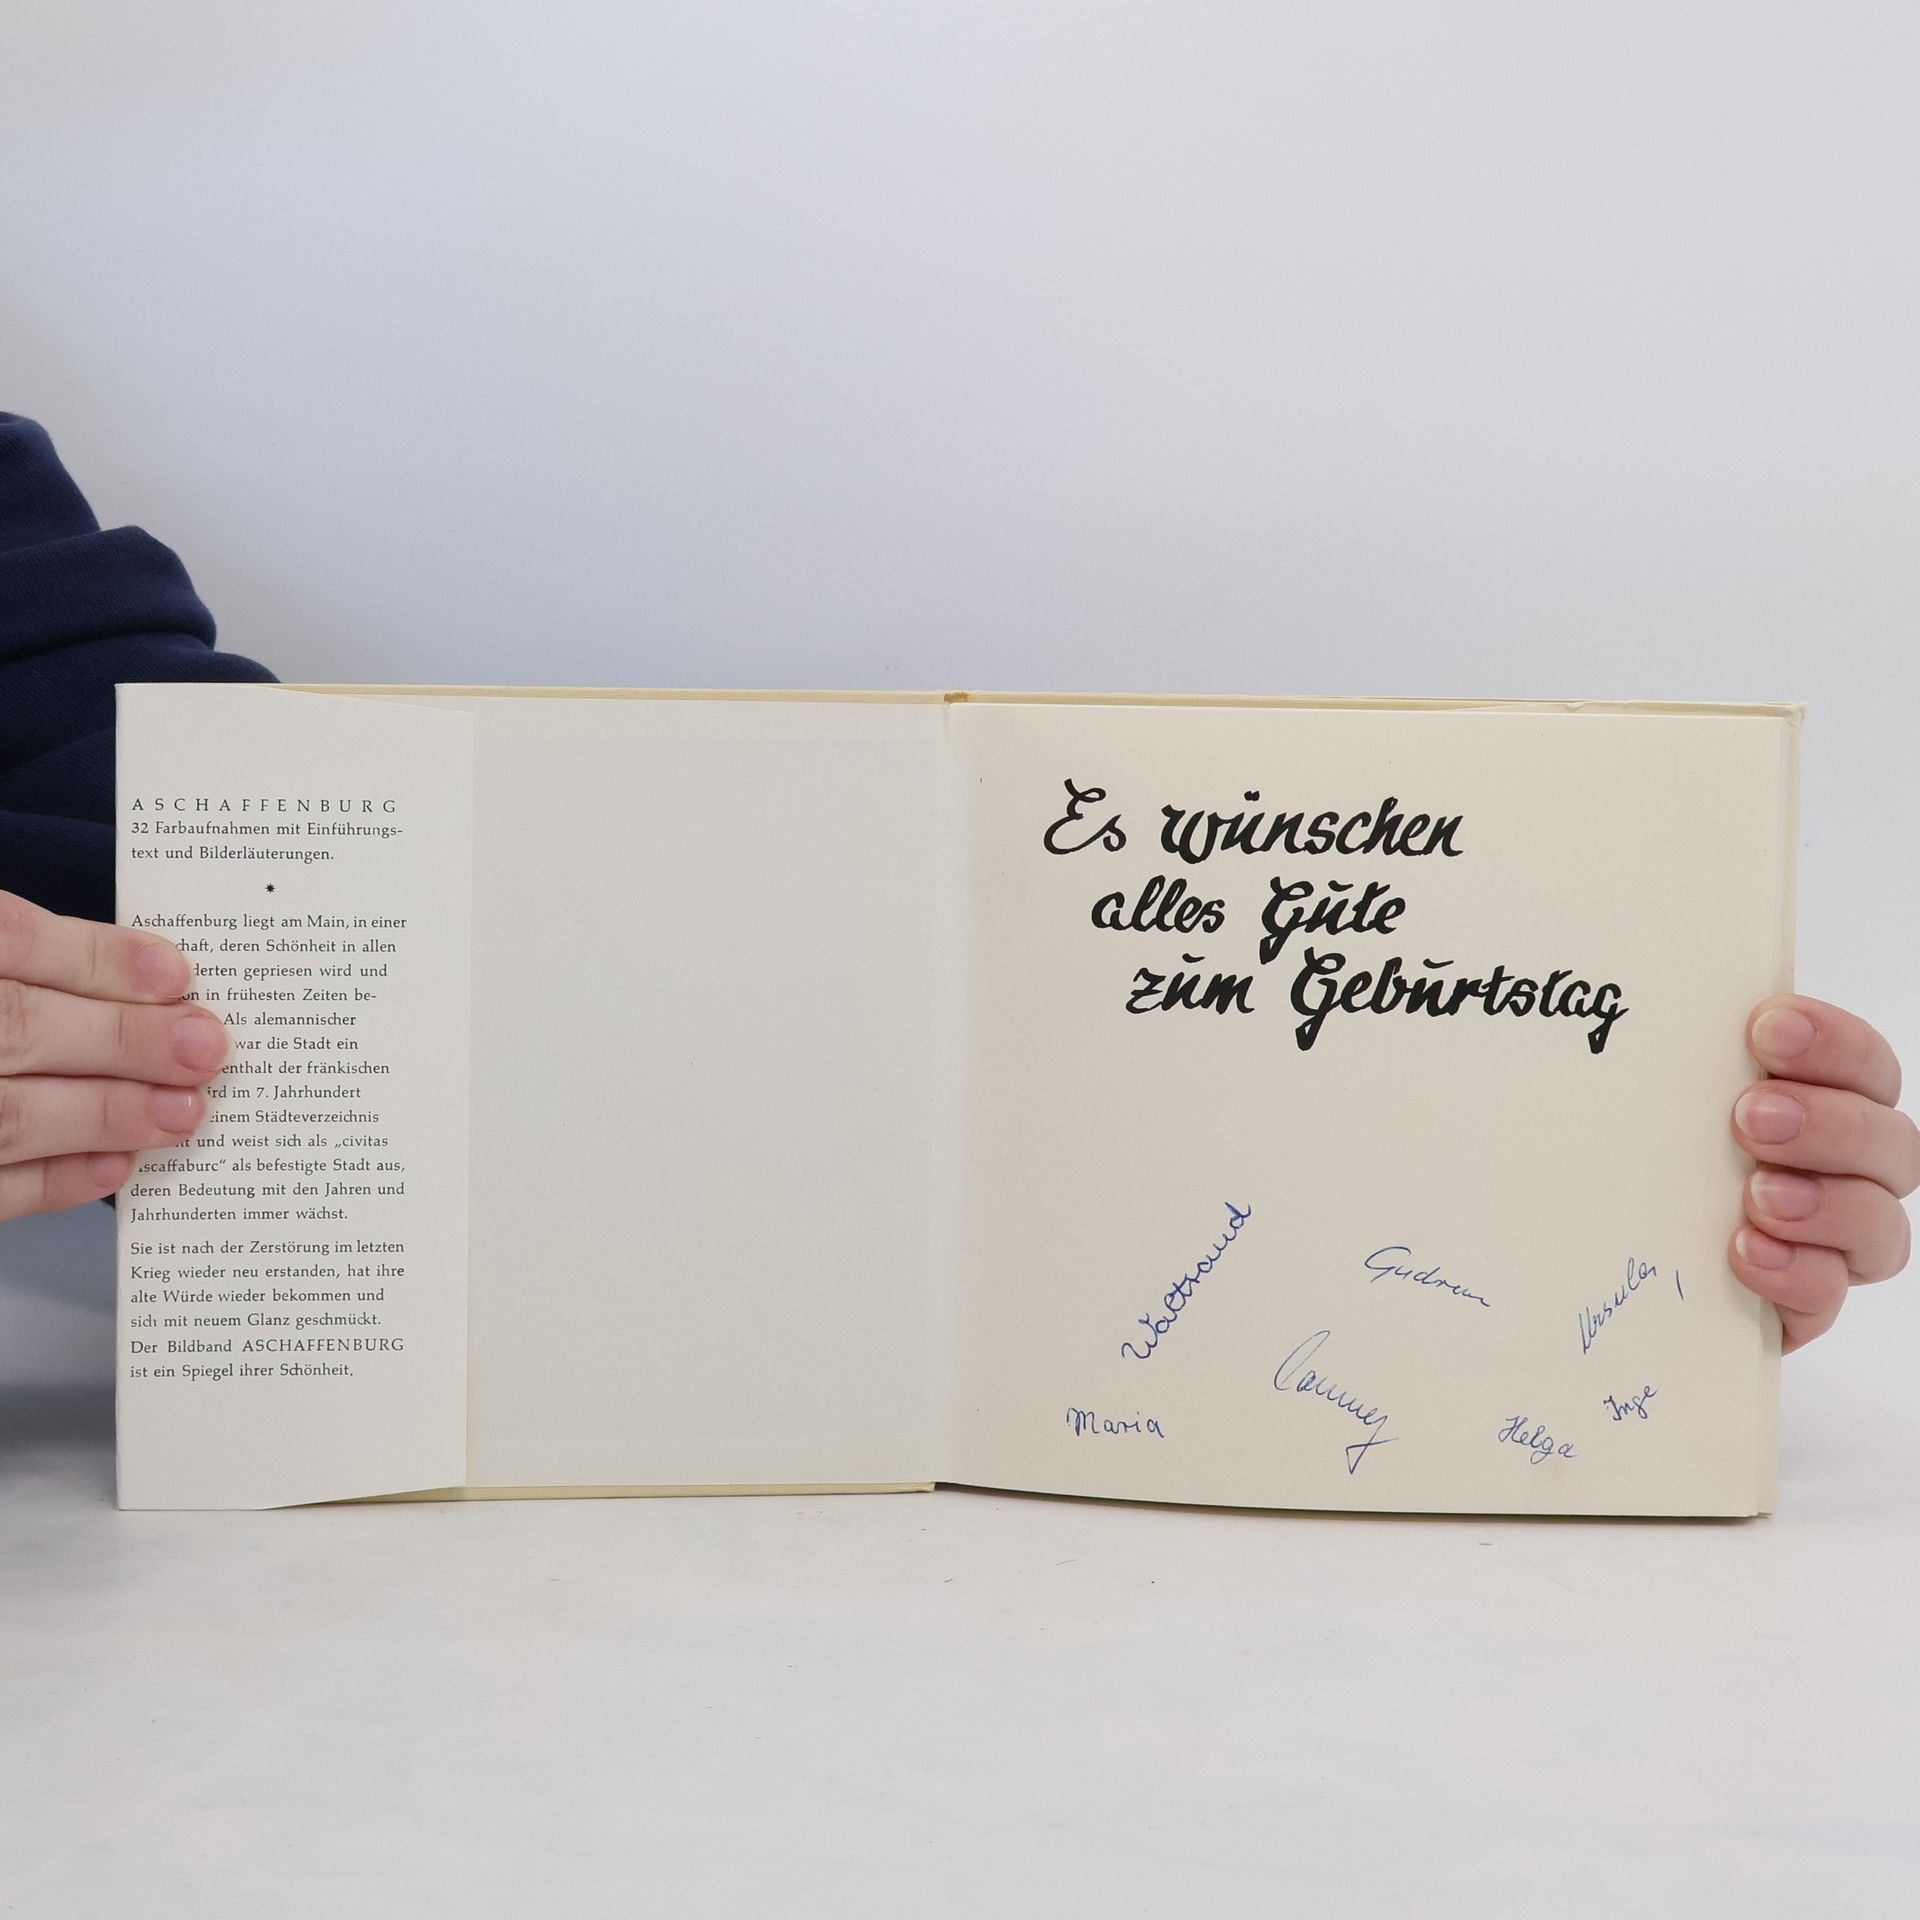 ASCHAFFENBURG
32 Farbaufnahmen mit Einführungs-
text und Bilderläuterungen.
Aschaffenburg liegt am Main, in einer
deren Schönheit in allen
gepriesen wird und
in frühesten Zeiten be-
Als alemannischer
war die Stadt ein
der fränkischen
im 7. Jahrhundert
Städteverzeichnis
und weist sich als „civitas
Ascaffaburc“ als befestigte Stadt aus,
deren Bedeutung mit den Jahren und
Jahrhunderten immer wächst.
Sie ist nach der Zerstörung im letzten
Krieg wieder neu erstanden, hat ihre
alte Würde wieder bekommen und
sich mit neuem Glanz geschmückt.
Der Bildband ASCHAFFENBURG
ist ein Spiegel ihrer Schönheit.
Es wünschen
alles Gute
zum Geburtstag
Waltraud
Gudrun
Ursula
Conny
Inge
Maria
Helga